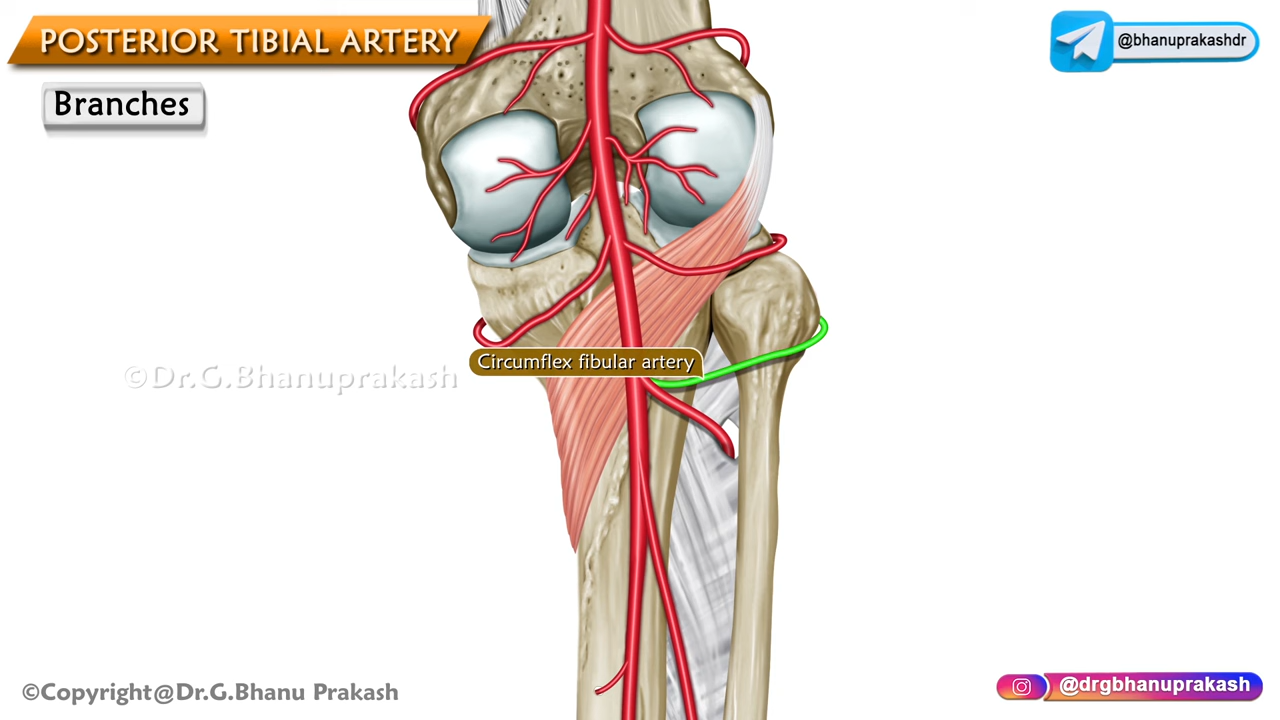 POSTERIOR TIBIAL ARTERY
@bhanuprakashdr
Branches
Circumflex fibular artery
©Dr.G.Bhanuprakash
©Copyright@Dr.G.Bhanu Prakash
@drgbhanuprakash